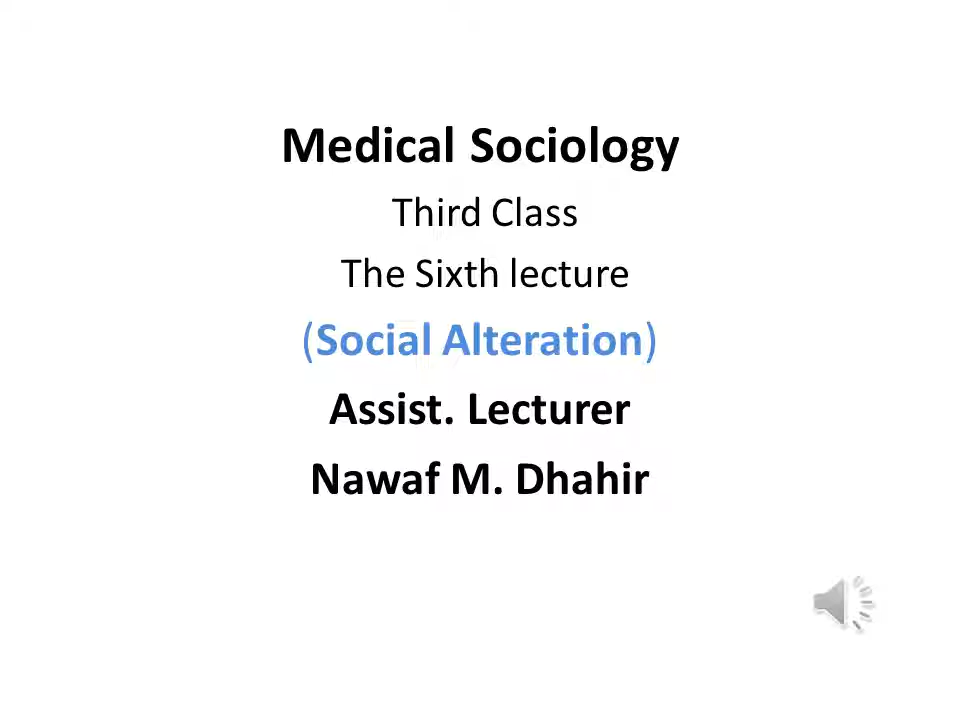 Medical Sociology
Third Class
The Sixth lecture
(Social Alteration)
Assist. Lecturer
Nawaf M. Dhahir